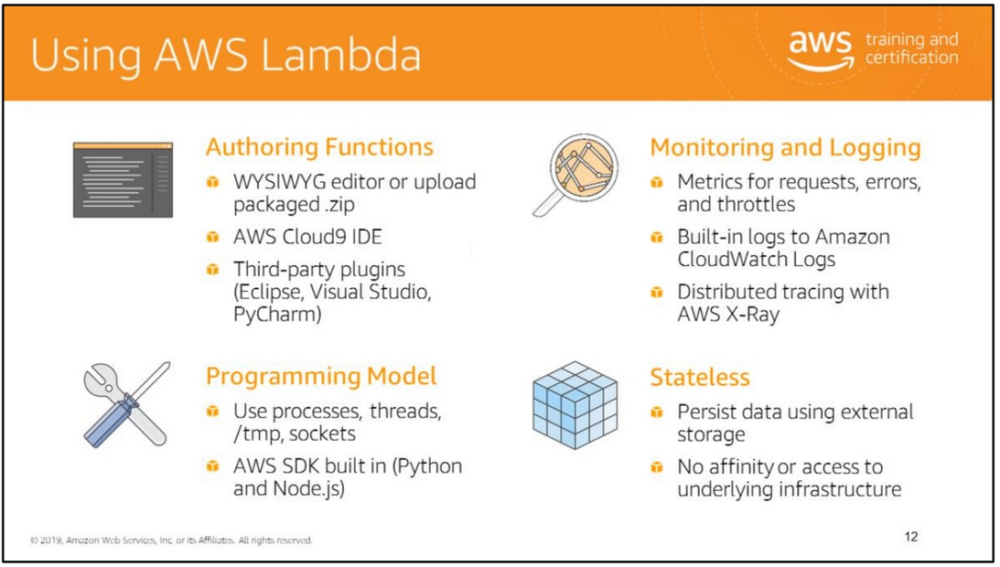 Using AWS Lambda
aws training and
certification
Authoring Functions
WYSIWYG editor or upload
packaged .zip
AWS Cloud9 IDE
Third-party plugins
(Eclipse, Visual Studio,
PyCharm)
Monitoring and Logging
Metrics for requests, errors,
and throttles
Built-in logs to Amazon
CloudWatch Logs
Distributed tracing with
AWS X-Ray
Programming Model
Use processes, threads,
/tmp, sockets
AWS SDK built in (Python
and Node.js)
Stateless
Persist data using external
storage
No affinity or access to
underlying infrastructure
© 2019, Amazon Web Services, Inc. or its Affiliates. All rights reserved.
12